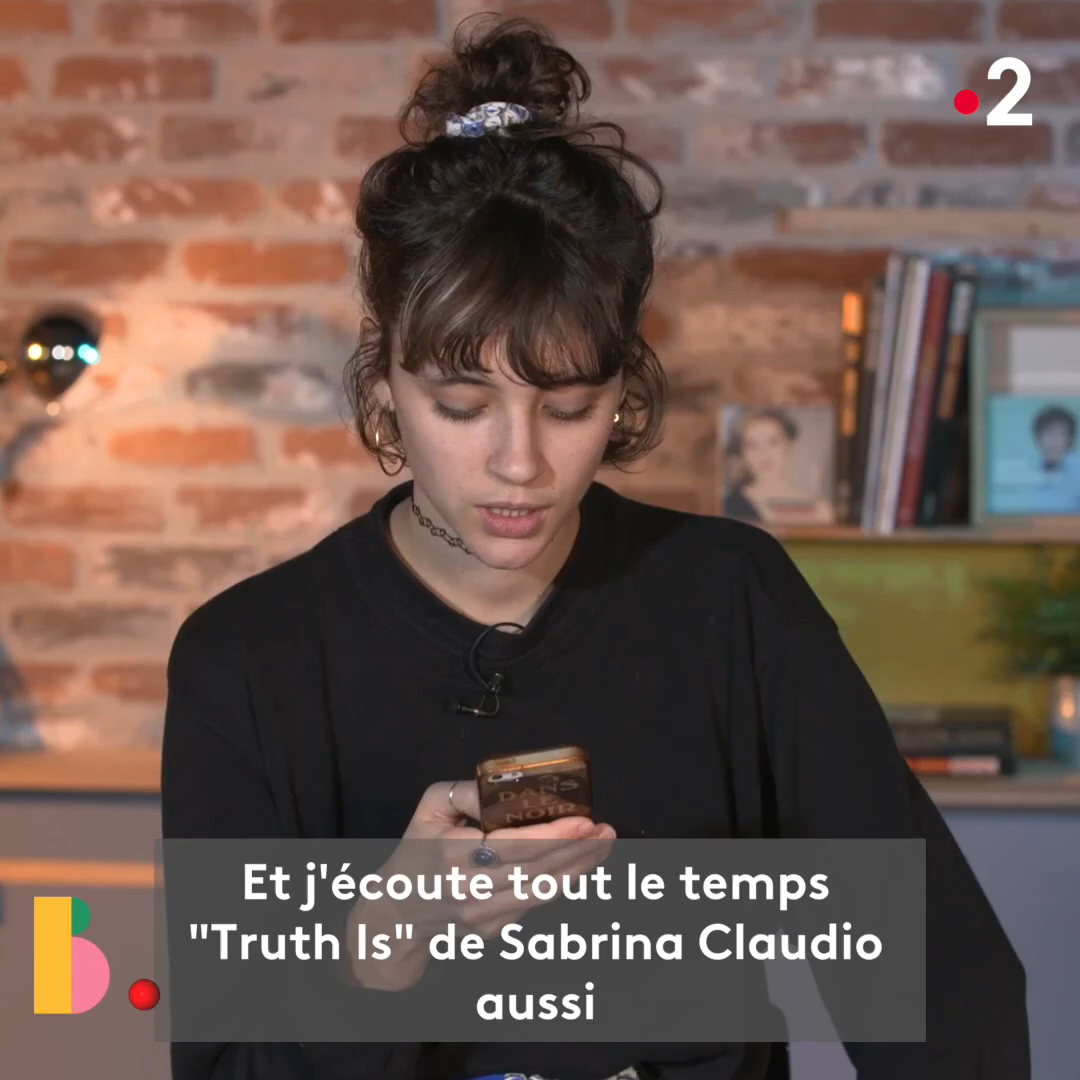 2
DANS
LE
NOIR
Et j'écoute tout le temps
"Truth Is" de Sabrina Claudio
aussi
B.